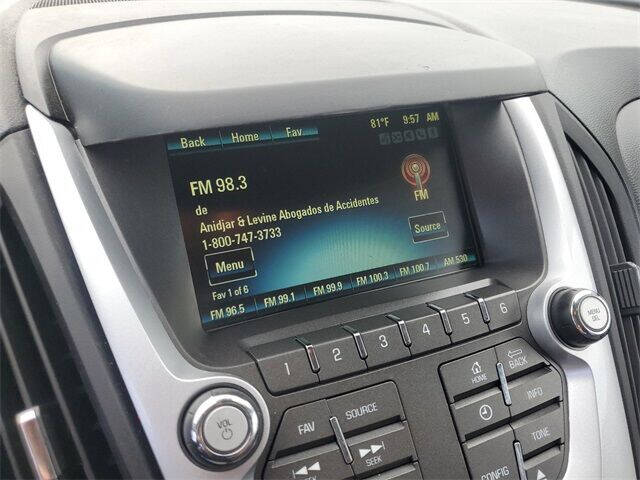 Back Home Fav
81°F 9:57 AM
FM 98.3
de
Anidjar & Levine Abogados de Accidentes
1-800-747-3733
FM
Source
Menu
Fav 1 of 6
FM 96.5 FM 99.1 FM 99.9 FM 100.3 FM 100.7 AM 530
1 2 3 4 5 6
MENU
SEL
HOME BACK
INFO
TONE
CONFIG
FAV SOURCE
SEEK
SEEK
VOL